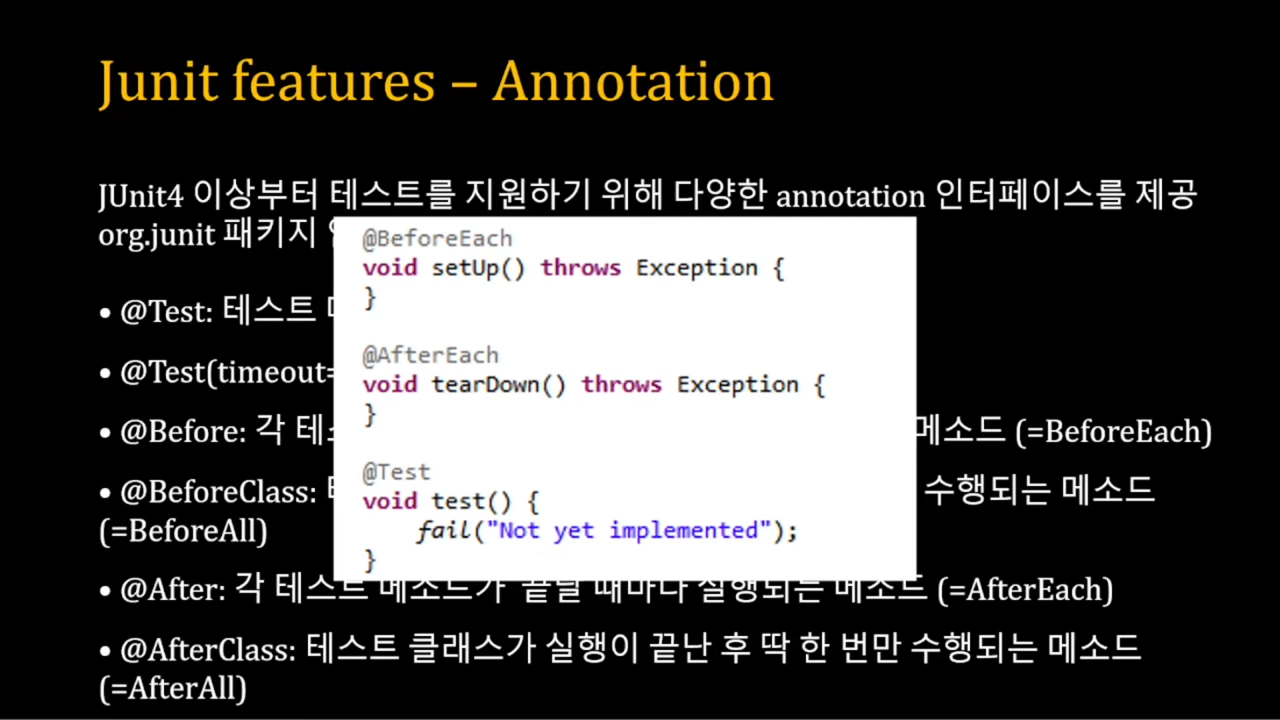 Junit features – Annotation
JUnit4 이상부터 테스트를 지원하기 위해 다양한 annotation 인터페이스를 제공
org.junit 패키지
@BeforeEach
void setUp() throws Exception {
}
@AfterEach
void tearDown() throws Exception {
}
@Test
void test() {
fail("Not yet implemented");
}
• @Test: 테스트
• @Test(timeout=
• @Before: 각 메소드 (=BeforeEach)
• @BeforeClass: 수행되는 메소드
(=BeforeAll)
• @After: 각 테스트 메소드가 끝날 때마다 실행되는 메소드 (=AfterEach)
• @AfterClass: 테스트 클래스가 실행이 끝난 후 딱 한 번만 수행되는 메소드
(=AfterAll)